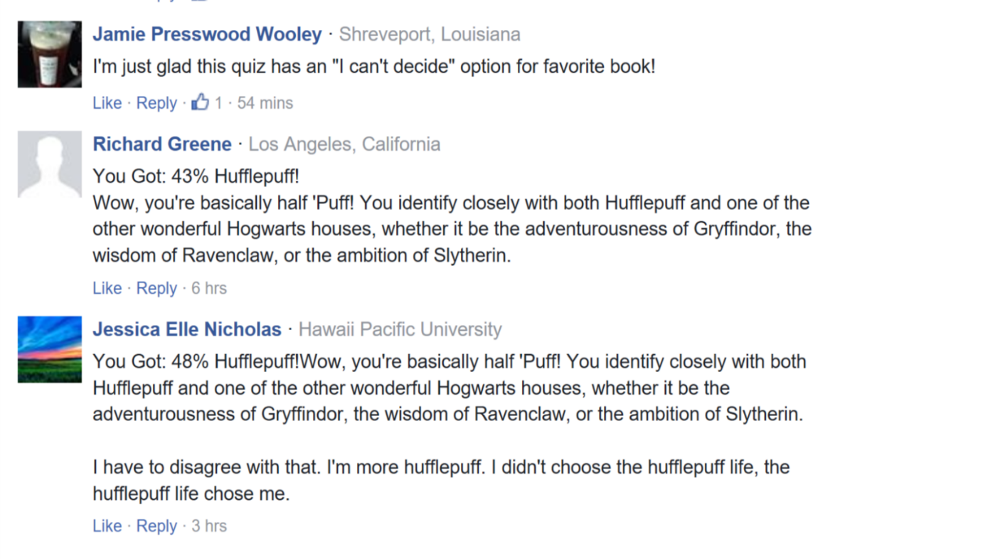 Jamie Presswood Wooley · Shreveport, Louisiana
I'm just glad this quiz has an "I can't decide" option for favorite book!
Like · Reply · 1 · 54 mins
Richard Greene · Los Angeles, California
You Got: 43% Hufflepuff!
Wow, you're basically half 'Puff! You identify closely with both Hufflepuff and one of the
other wonderful Hogwarts houses, whether it be the adventurousness of Gryffindor, the
wisdom of Ravenclaw, or the ambition of Slytherin.
Like · Reply · 6 hrs
Jessica Elle Nicholas · Hawaii Pacific University
You Got: 48% Hufflepuff!Wow, you're basically half 'Puff! You identify closely with both
Hufflepuff and one of the other wonderful Hogwarts houses, whether it be the
adventurousness of Gryffindor, the wisdom of Ravenclaw, or the ambition of Slytherin.
I have to disagree with that. I'm more hufflepuff. I didn't choose the hufflepuff life, the
hufflepuff life chose me.
Like · Reply · 3 hrs